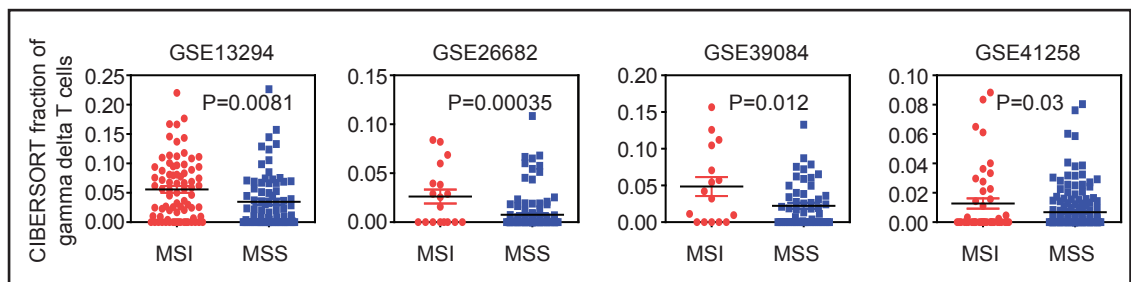 CIBERSORT fraction of
gamma delta T cells
GSE13294
0.25
0.20
0.15
0.10
0.05
0.00
P=0.0081
MSI MSS
GSE26682
0.15
0.10
0.05
0.00
P=0.00035
MSI MSS
GSE39084
0.20
0.15
0.10
0.05
0.00
P=0.012
MSI MSS
GSE41258
0.10
0.08
0.06
0.04
0.02
0.00
P=0.03
MSI MSS